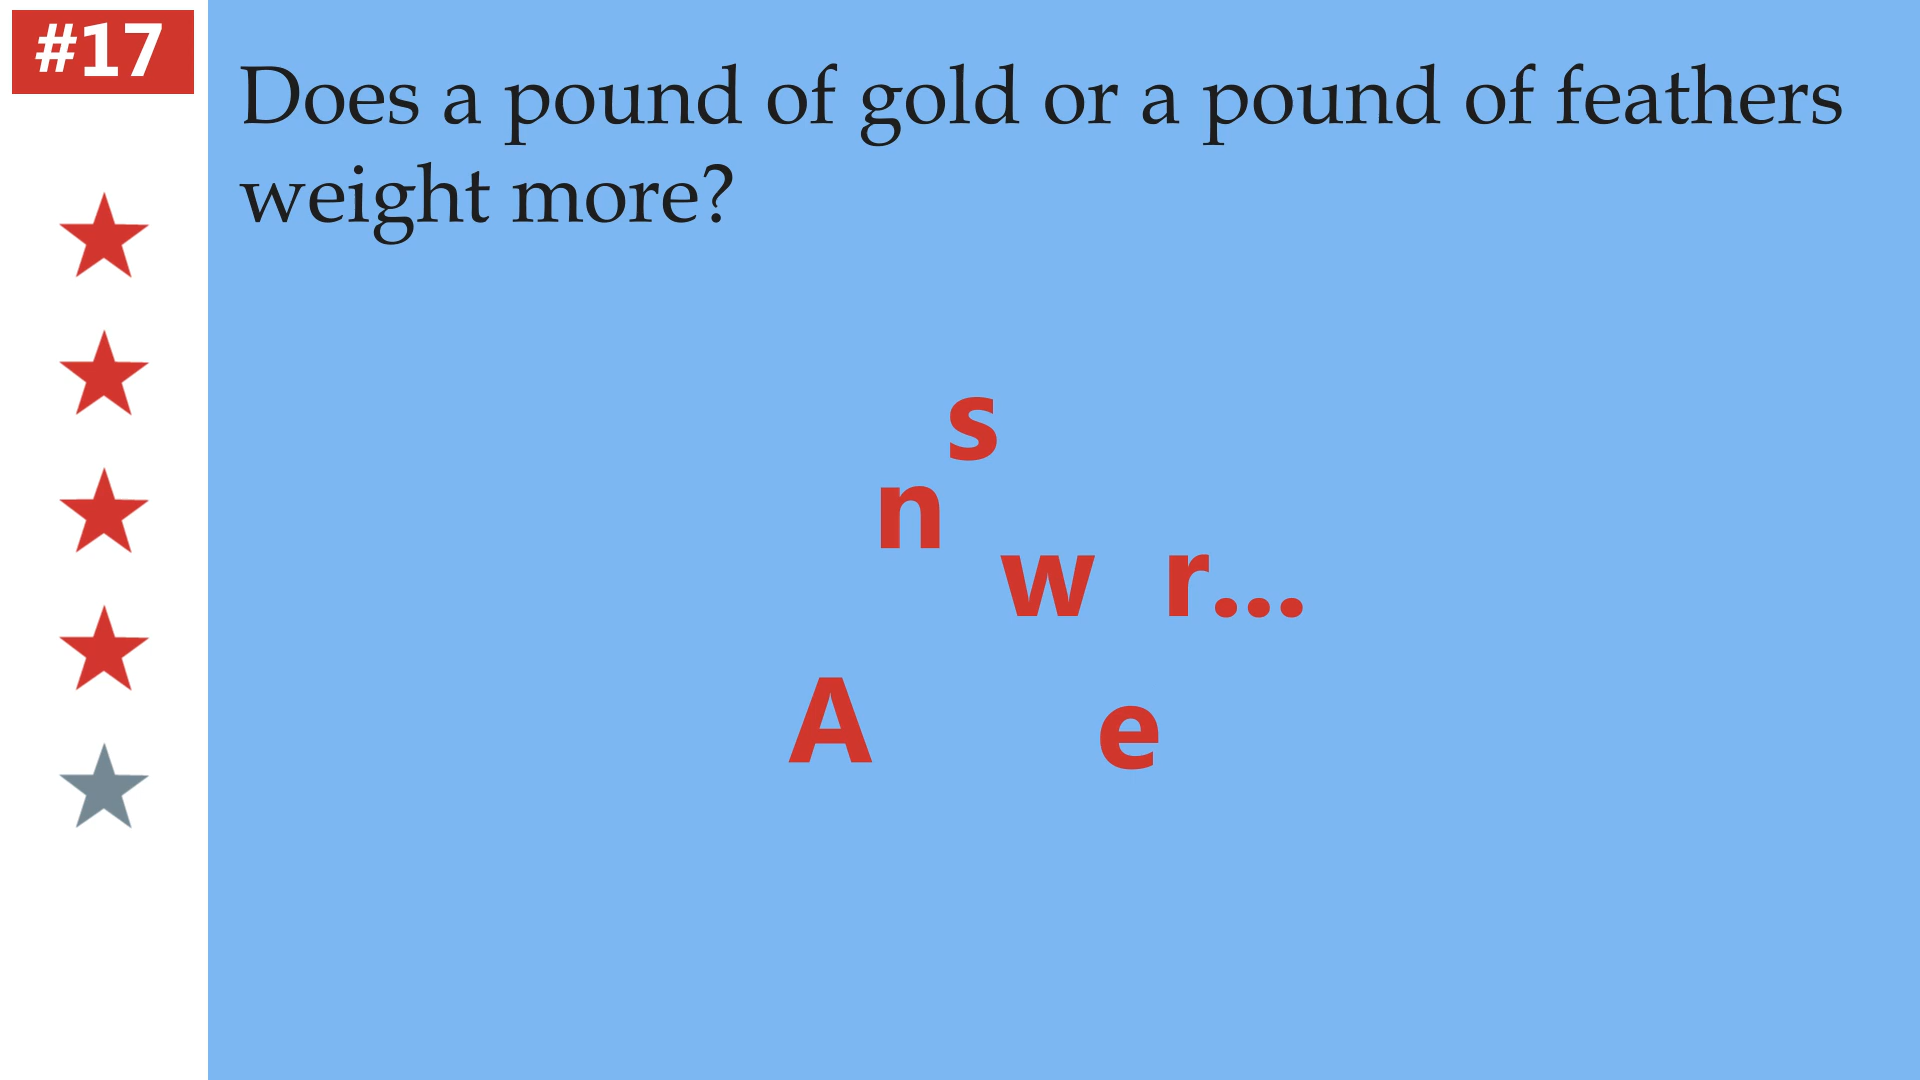 #17
Does a pound of gold or a pound of feathers
weight more?
Answer...